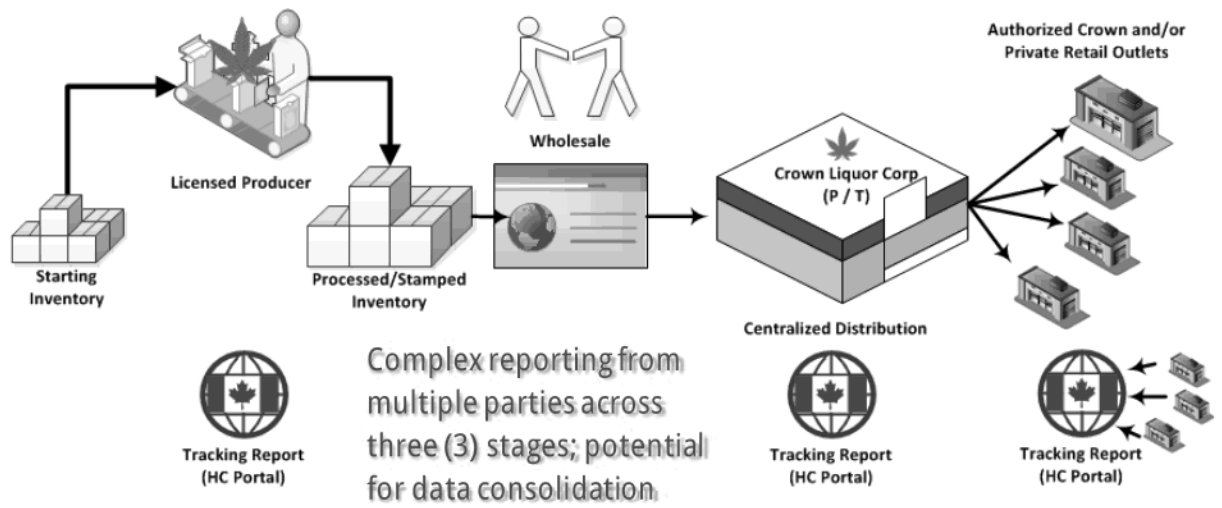 Authorized Crown and/or
Private Retail Outlets
Wholesale
Licensed Producer
Crown Liquor Corp
(P / T)
Starting
Inventory
Processed/Stamped
Inventory
Centralized Distribution
Complex reporting from
multiple parties across
three (3) stages; potential
for data consolidation
Tracking Report
(HC Portal)
Tracking Report
(HC Portal)
Tracking Report
(HC Portal)